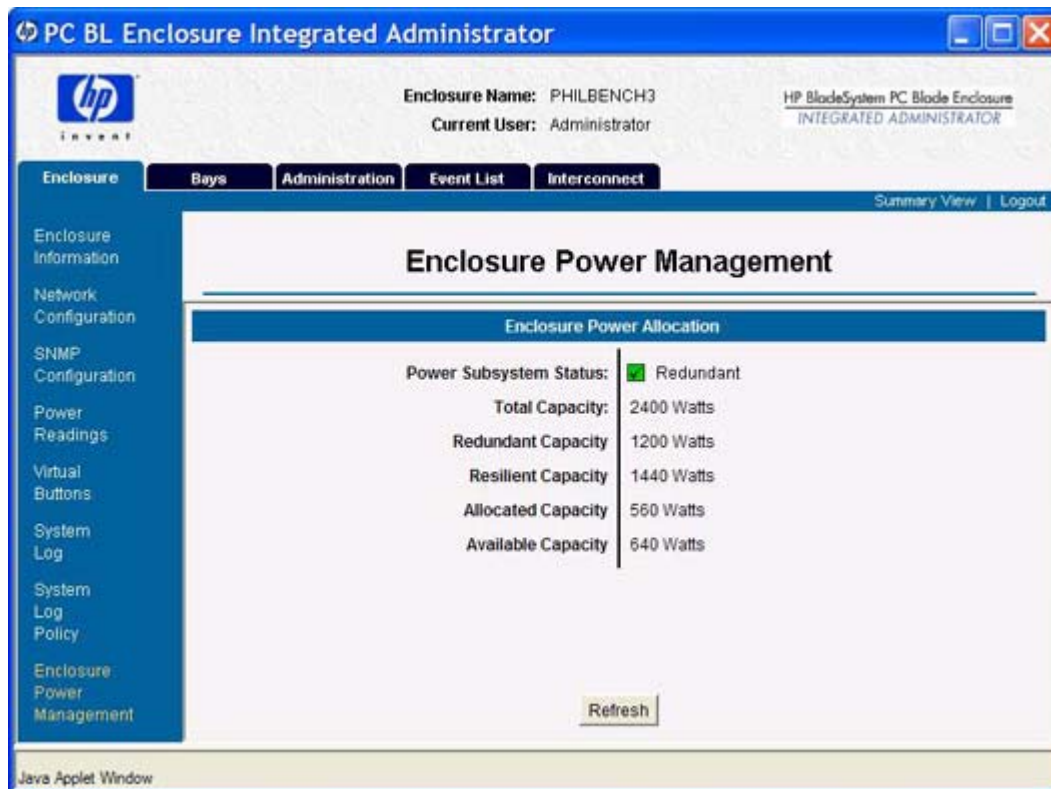 PC BL Enclosure Integrated Administrator
hp
invent
Enclosure Name: PHILBENCH3
Current User: Administrator
HP BladeSystem PC Blade Enclosure
INTEGRATED ADMINISTRATOR
Enclosure Bays Administration Event List Interconnect
Summary View | Logout
Enclosure
Information
Network
Configuration
SNMP
Configuration
Power
Readings
Virtual
Buttons
System
Log
System
Log
Policy
Enclosure
Power
Management
Enclosure Power Management
Enclosure Power Allocation
Power Subsystem Status: Redundant
Total Capacity: 2400 Watts
Redundant Capacity 1200 Watts
Resilient Capacity 1440 Watts
Allocated Capacity 560 Watts
Available Capacity 640 Watts
Refresh
Java Applet Window